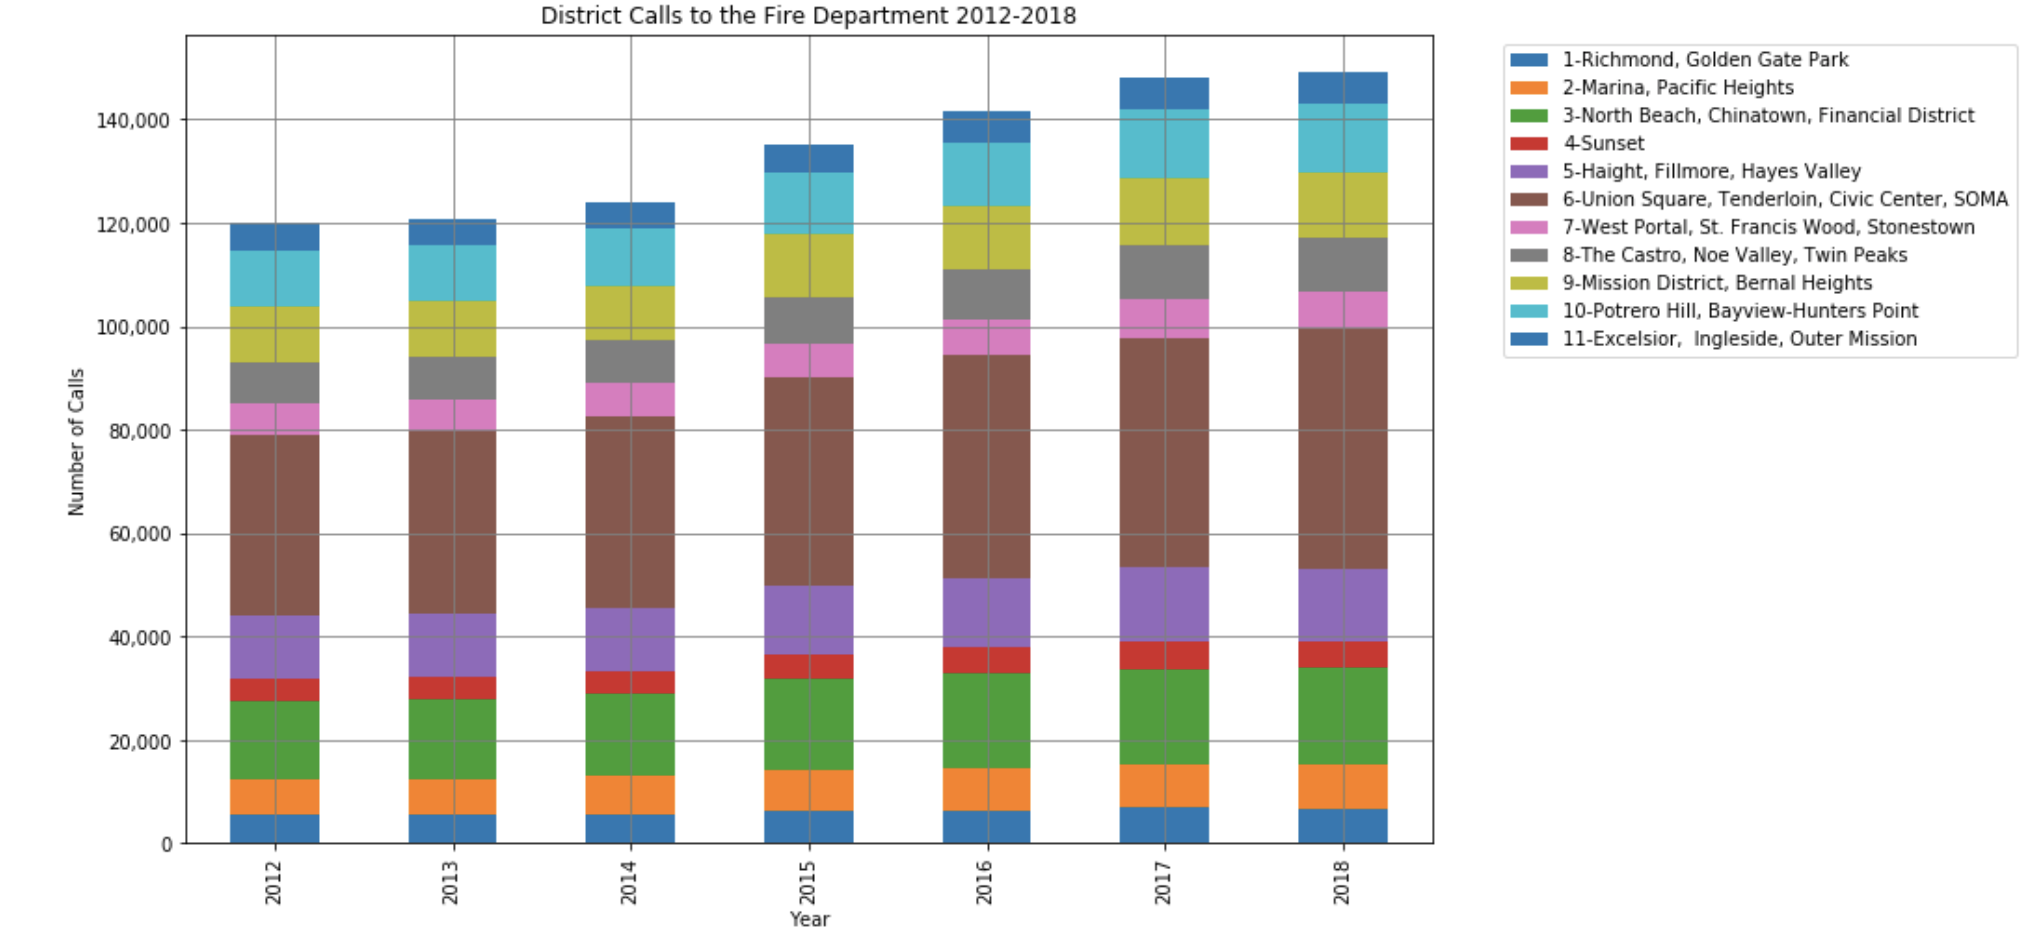 District Calls to the Fire Department 2012-2018
140,000
120,000
100,000
80,000
60,000
40,000
20,000
0
Number of Calls
2012
2013
2014
2015
2016
2017
2018
Year
1-Richmond, Golden Gate Park
2-Marina, Pacific Heights
3-North Beach, Chinatown, Financial District
4-Sunset
5-Haight, Fillmore, Hayes Valley
6-Union Square, Tenderloin, Civic Center, SOMA
7-West Portal, St. Francis Wood, Stonestown
8-The Castro, Noe Valley, Twin Peaks
9-Mission District, Bernal Heights
10-Potrero Hill, Bayview-Hunters Point
11-Excelsior,  Ingleside, Outer Mission